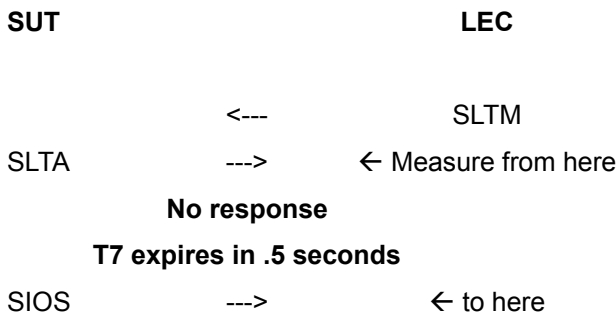 SUT LEC
<--- SLTM
SLTA ---> ← Measure from here
No response
T7 expires in .5 seconds
SIOS ---> ← to here